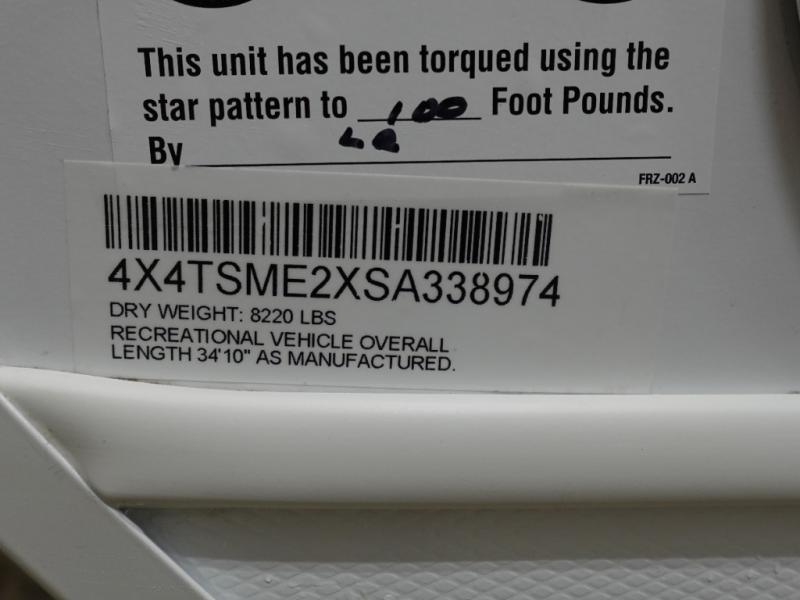 This unit has been torqued using the
star pattern to 100 Foot Pounds.
By
FRZ-002 A
4X4TSME2XSA338974
DRY WEIGHT: 8220 LBS
RECREATIONAL VEHICLE OVERALL
LENGTH 34'10" AS MANUFACTURED.